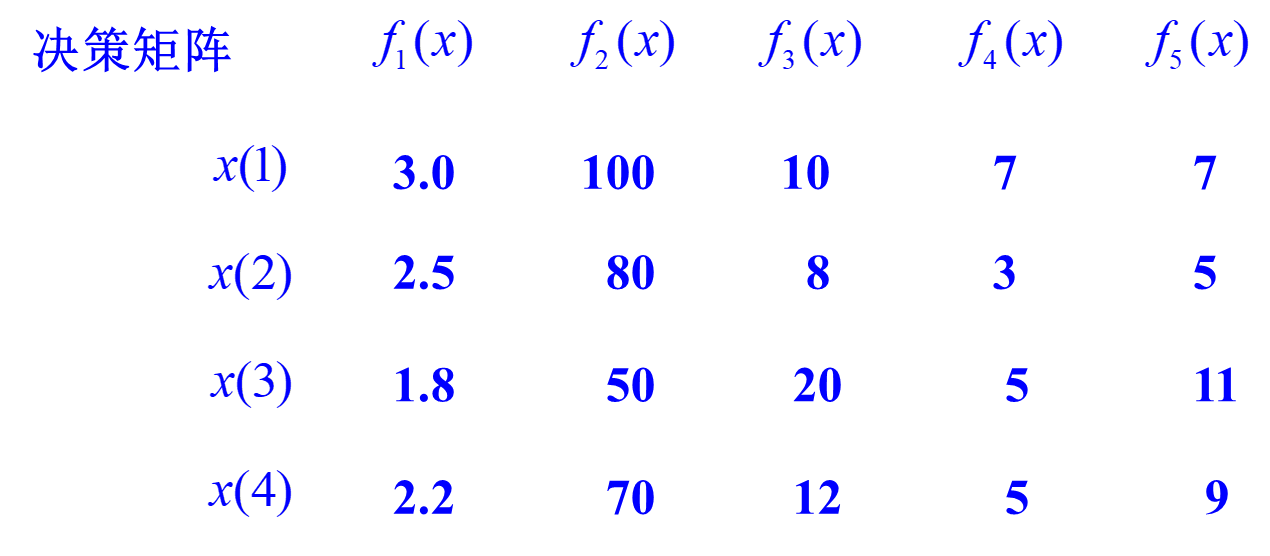 决策矩阵 f₁(x) f₂(x) f₃(x) f₄(x) f₅(x)
x(1) 3.0 100 10 7 7
x(2) 2.5 80 8 3 5
x(3) 1.8 50 20 5 11
x(4) 2.2 70 12 5 9